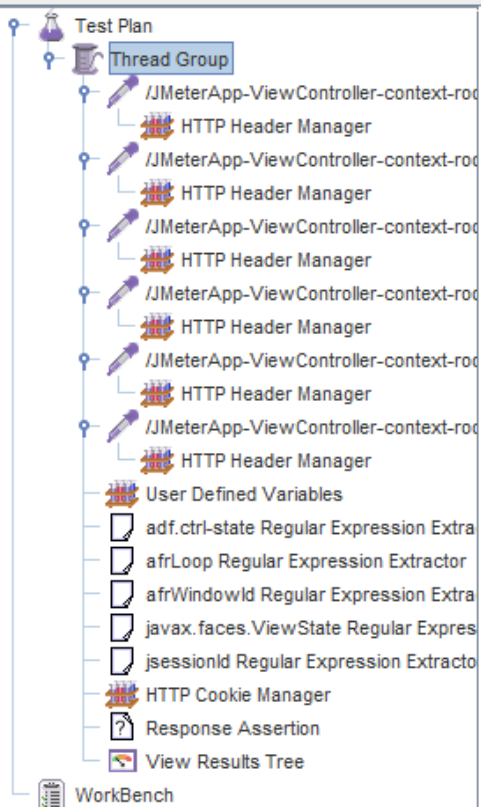 Test Plan
Thread Group
/JMeterApp-ViewController-context-roo
HTTP Header Manager
/JMeterApp-ViewController-context-roo
HTTP Header Manager
/JMeterApp-ViewController-context-roo
HTTP Header Manager
/JMeterApp-ViewController-context-roo
HTTP Header Manager
/JMeterApp-ViewController-context-roo
HTTP Header Manager
/JMeterApp-ViewController-context-roo
HTTP Header Manager
User Defined Variables
adf.ctrl-state Regular Expression Extra
afrLoop Regular Expression Extractor
afrWindowId Regular Expression Extra
javax.faces.ViewState Regular Expres
jsessionId Regular Expression Extracto
HTTP Cookie Manager
Response Assertion
View Results Tree
WorkBench